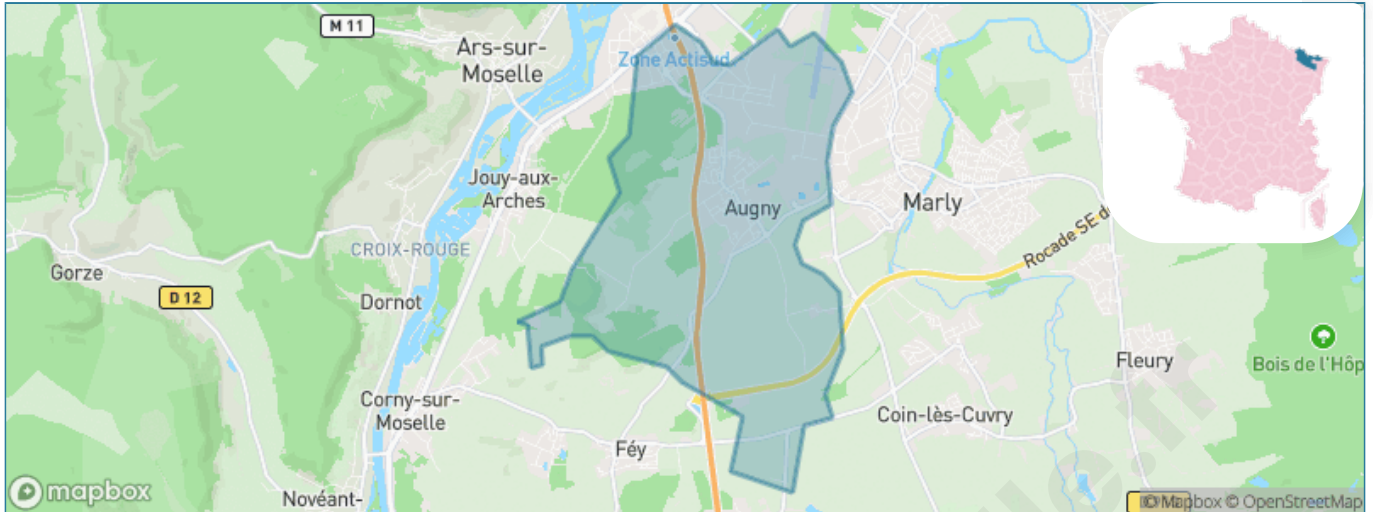 M 11
Ars-sur-
Moselle
Zone Actisud
Jouy-aux-
Arches
Augny
Marly
CROIX-ROUGE
Rocade SE d
Gorze
D 12
Dornot
Fleury
Bois de l'Hôp
Corny-sur-
Moselle
Coin-lès-Cuvry
Féy
Novéant-
mapbox
© Mapbox © OpenStreetMap